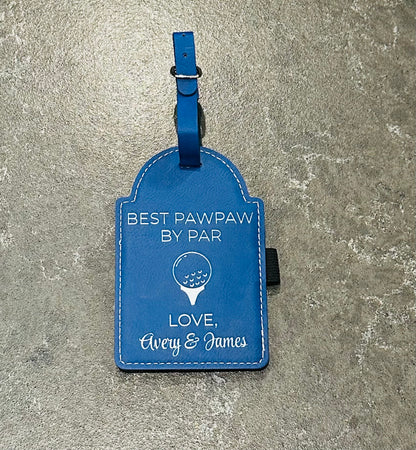 BEST PAWPAW
BY PAR
LOVE,
Avery & James